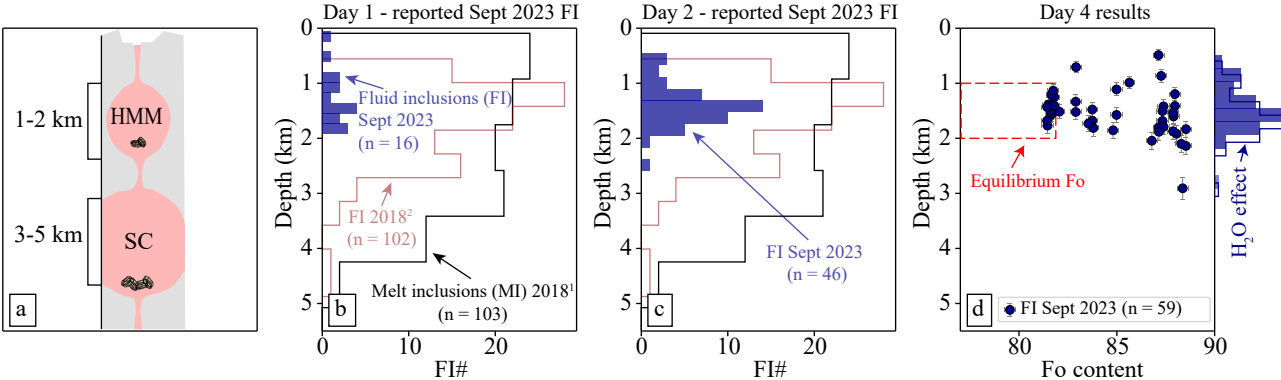 HMM
1-2 km
SC
3-5 km
a
Day 1 - reported Sept 2023 FI
0
1
2
3
4
5
Depth (km)
Fluid inclusions (FI)
Sept 2023
(n = 16)
FI 2018²
(n = 102)
Melt inclusions (MI) 2018¹
(n = 103)
b
0
10
20
FI#
Day 2 - reported Sept 2023 FI
0
1
2
3
4
5
Depth (km)
FI Sept 2023
(n = 46)
c
0
10
20
FI#
Day 4 results
0
1
2
3
4
5
Depth (km)
Equilibrium Fo
H₂O effect
d
FI Sept 2023 (n = 59)
80
90
Fo content